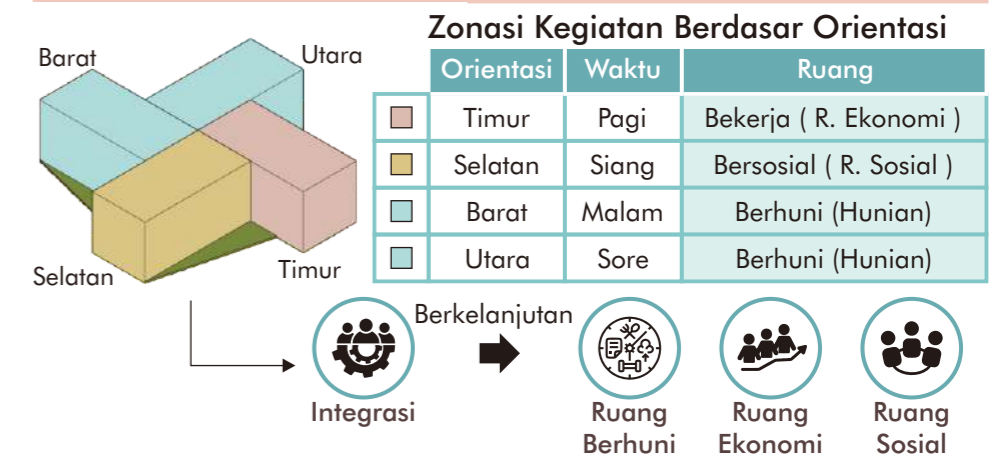 Zonasi Kegiatan Berdasar Orientasi
Barat
Utara
Selatan
Timur
Orientasi Waktu Ruang
Timur Pagi Bekerja ( R. Ekonomi )
Selatan Siang Bersosial ( R. Sosial )
Barat Malam Berhuni (Hunian)
Utara Sore Berhuni (Hunian)
Berkelanjutan
Integrasi
Ruang
Berhuni
Ruang
Ekonomi
Ruang
Sosial